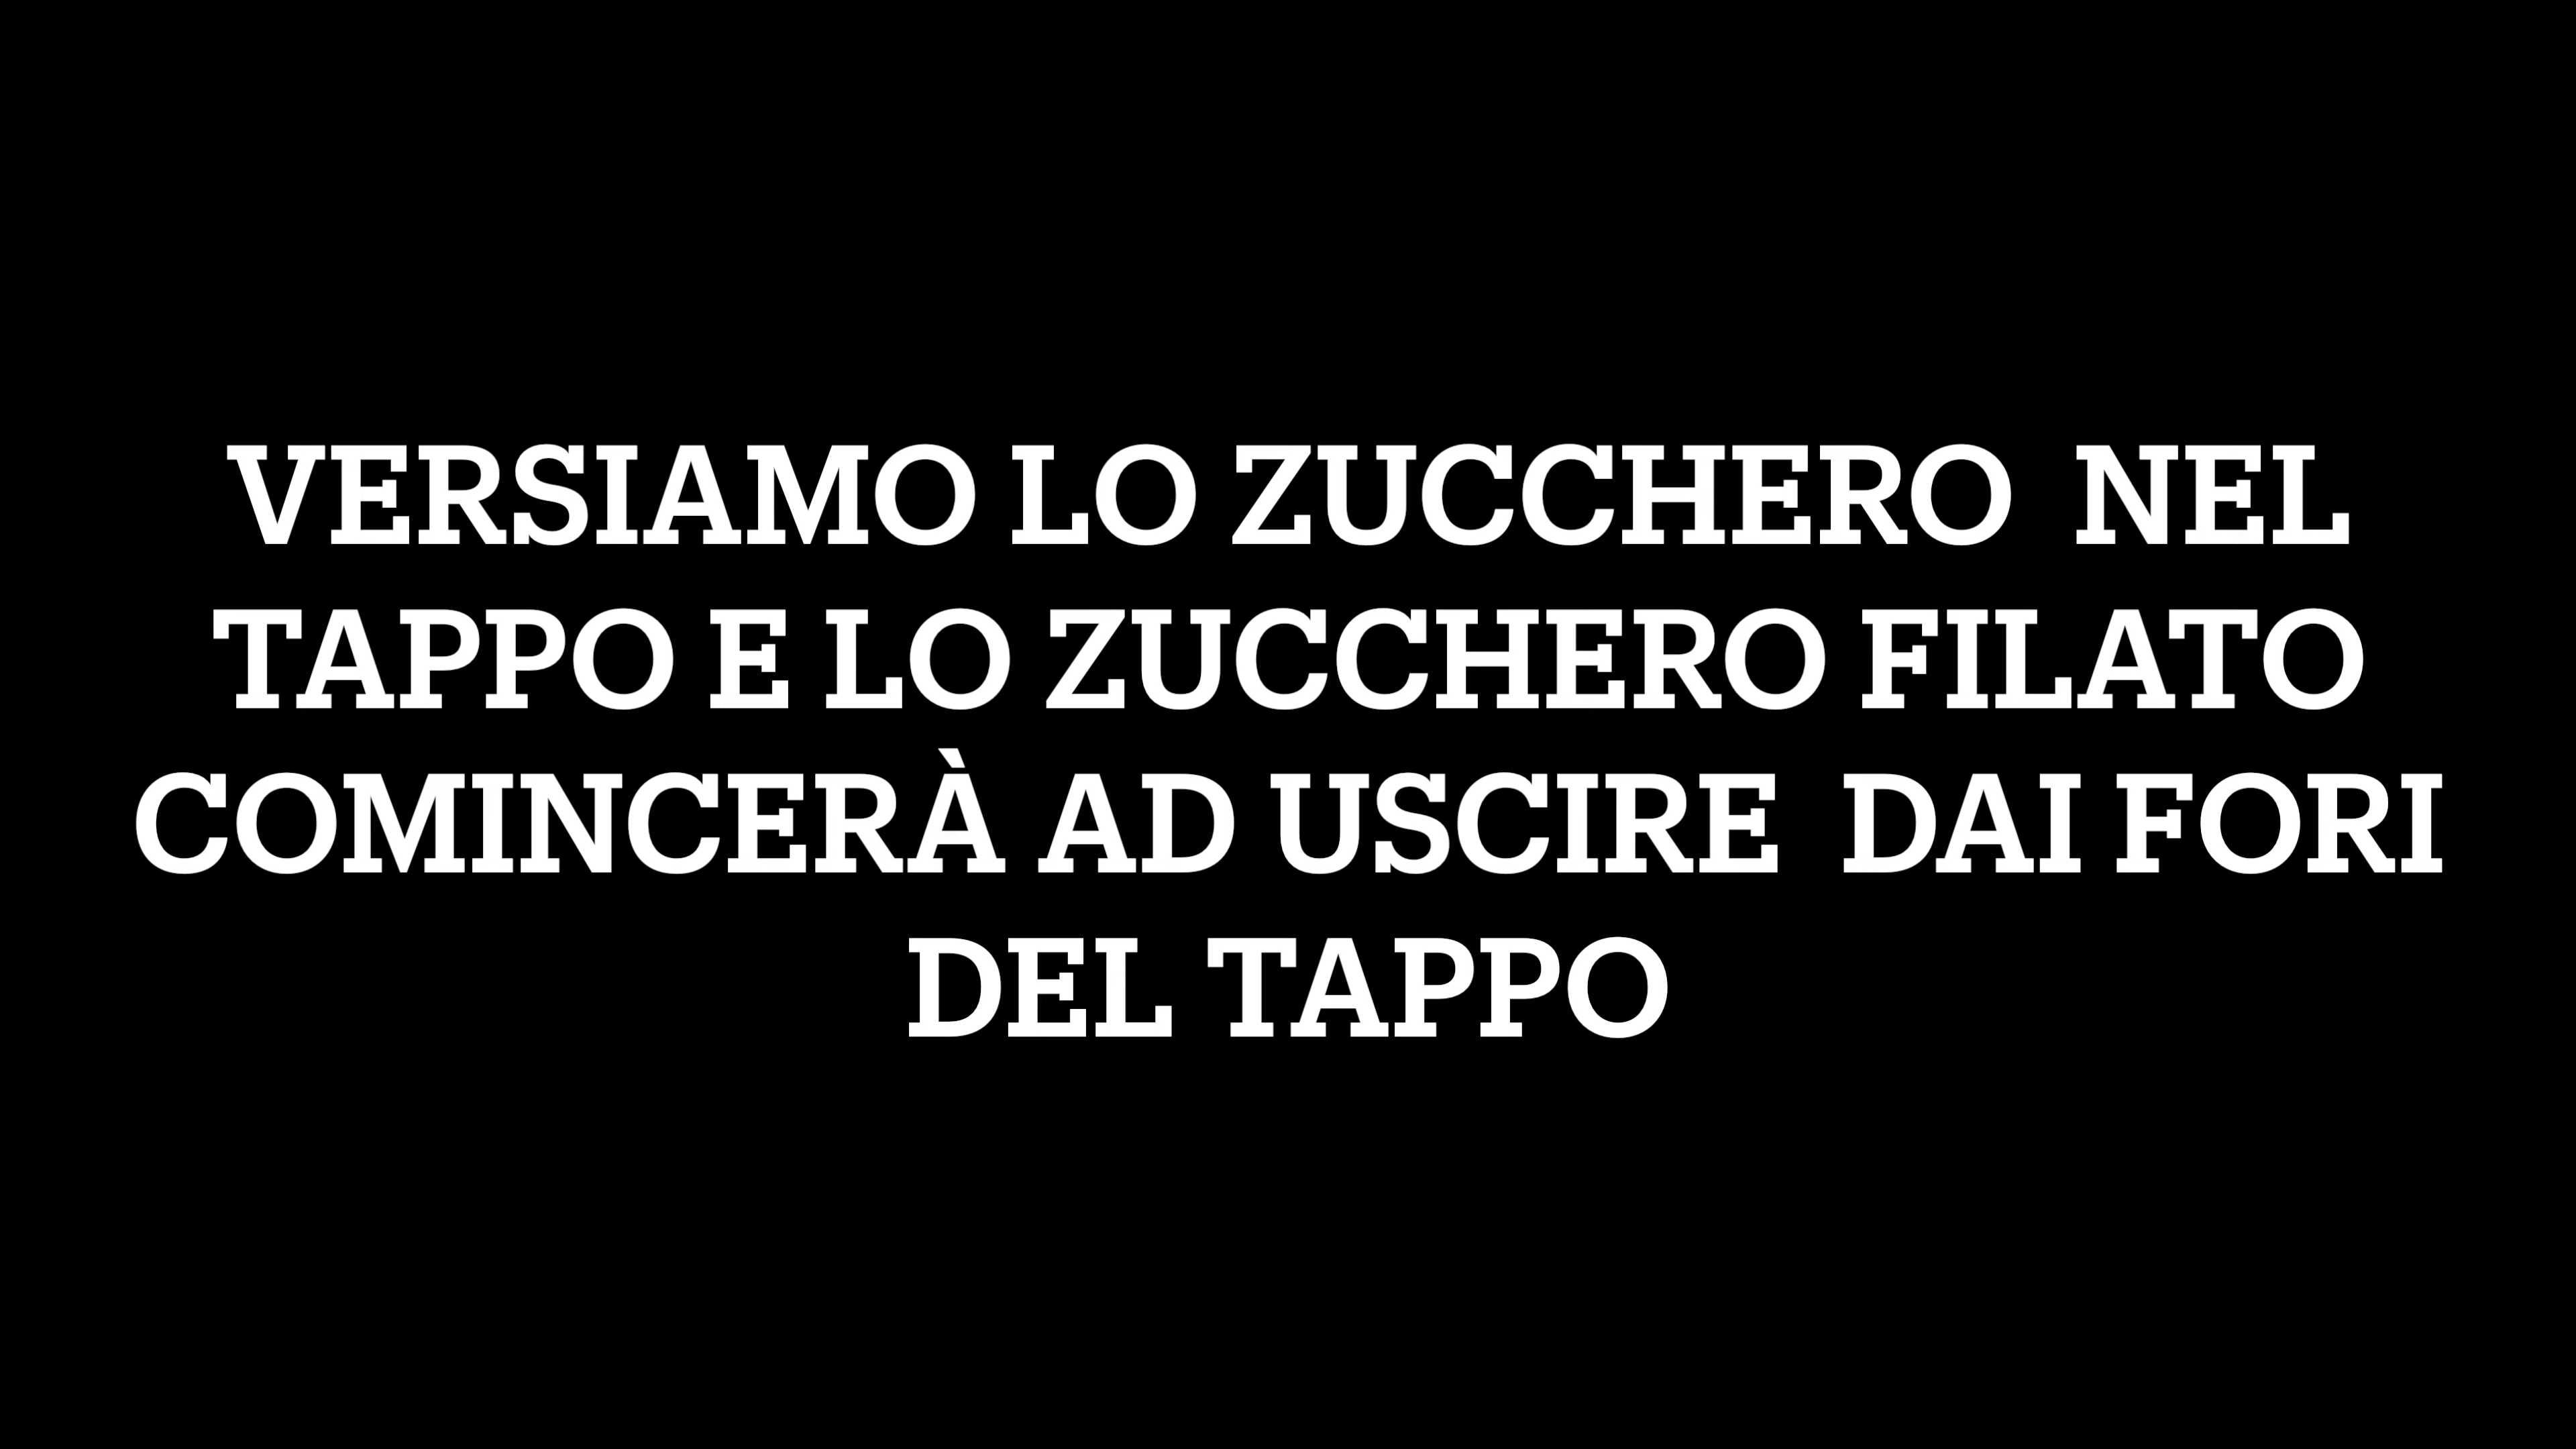 VERSIAMO LO ZUCCHERO  NEL
TAPPO E LO ZUCCHERO FILATO
COMINCERÀ AD USCIRE  DAI FORI
DEL TAPPO